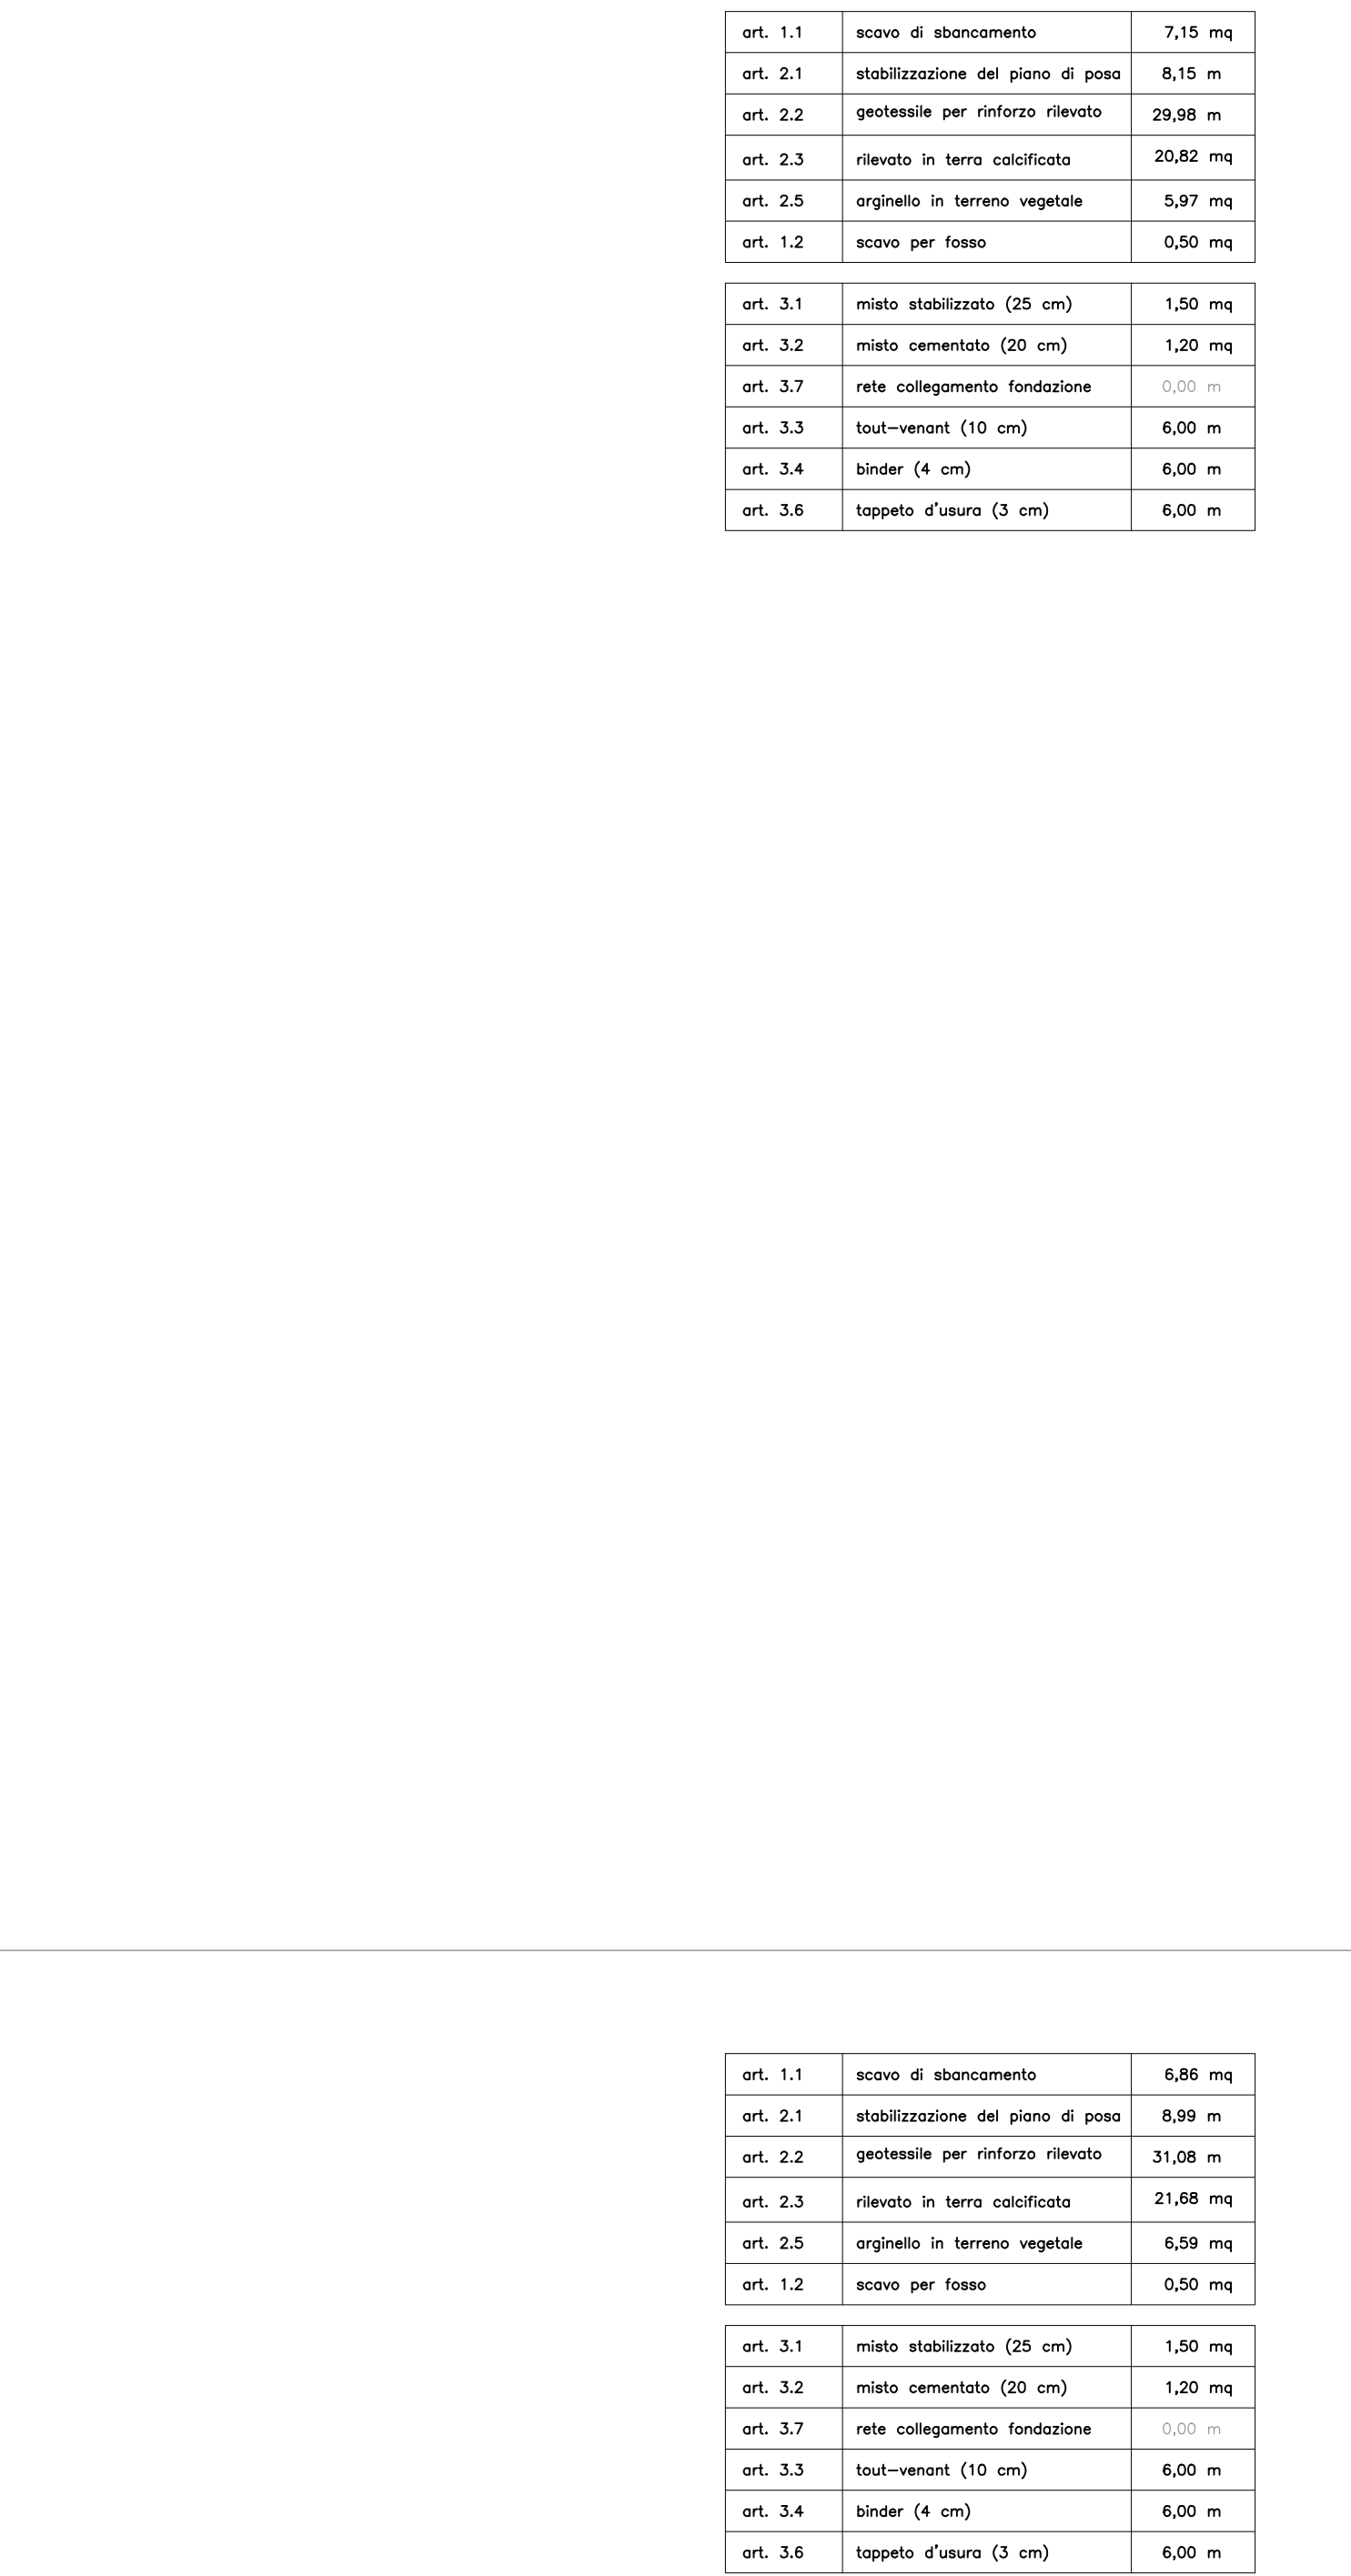 art. 1.1 scavo di sbancamento 7,15 mq
art. 2.1 stabilizzazione del piano di posa 8,15 m
art. 2.2 geotessile per rinforzo rilevato 29,98 m
art. 2.3 rilevato in terra calcificata 20,82 mq
art. 2.5 arginello in terreno vegetale 5,97 mq
art. 1.2 scavo per fosso 0,50 mq
art. 3.1 misto stabilizzato (25 cm) 1,50 mq
art. 3.2 misto cementato (20 cm) 1,20 mq
art. 3.7 rete collegamento fondazione 0,00 m
art. 3.3 tout-venant (10 cm) 6,00 m
art. 3.4 binder (4 cm) 6,00 m
art. 3.6 tappeto d'usura (3 cm) 6,00 m
art. 1.1 scavo di sbancamento 6,86 mq
art. 2.1 stabilizzazione del piano di posa 8,99 m
art. 2.2 geotessile per rinforzo rilevato 31,08 m
art. 2.3 rilevato in terra calcificata 21,68 mq
art. 2.5 arginello in terreno vegetale 6,59 mq
art. 1.2 scavo per fosso 0,50 mq
art. 3.1 misto stabilizzato (25 cm) 1,50 mq
art. 3.2 misto cementato (20 cm) 1,20 mq
art. 3.7 rete collegamento fondazione 0,00 m
art. 3.3 tout-venant (10 cm) 6,00 m
art. 3.4 binder (4 cm) 6,00 m
art. 3.6 tappeto d'usura (3 cm) 6,00 m